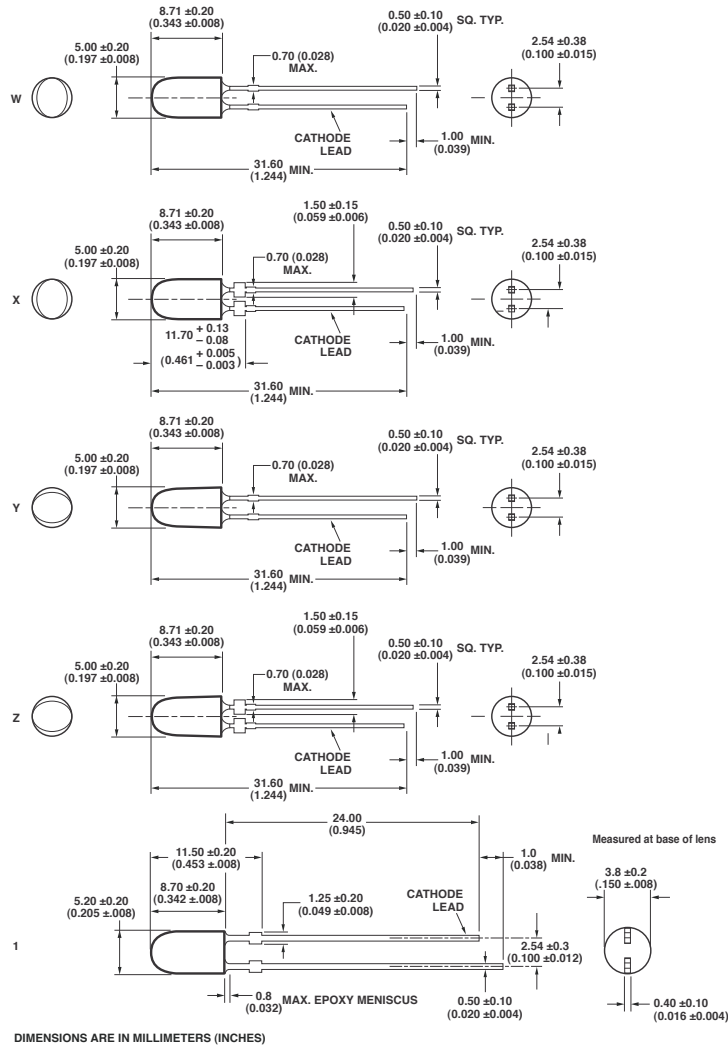 8.71 ±0.20
(0.343 ±0.008)
5.00 ±0.20
(0.197 ±0.008)
0.70 (0.028)
MAX.
0.50 ±0.10
(0.020 ±0.004) SQ. TYP.
2.54 ±0.38
(0.100 ±0.015)
W
CATHODE
LEAD
1.00 MIN.
(0.039)
31.60 MIN.
(1.244)
8.71 ±0.20
(0.343 ±0.008)
1.50 ±0.15
(0.059 ±0.006)
5.00 ±0.20
(0.197 ±0.008)
0.70 (0.028)
MAX.
0.50 ±0.10
(0.020 ±0.004) SQ. TYP.
2.54 ±0.38
(0.100 ±0.015)
X
11.70 + 0.13
– 0.08
(0.461 + 0.005
– 0.003 )
CATHODE
LEAD
1.00 MIN.
(0.039)
31.60 MIN.
(1.244)
8.71 ±0.20
(0.343 ±0.008)
5.00 ±0.20
(0.197 ±0.008)
0.70 (0.028)
MAX.
0.50 ±0.10
(0.020 ±0.004) SQ. TYP.
2.54 ±0.38
(0.100 ±0.015)
Y
CATHODE
LEAD
1.00 MIN.
(0.039)
31.60 MIN.
(1.244)
8.71 ±0.20
(0.343 ±0.008)
1.50 ±0.15
(0.059 ±0.006)
5.00 ±0.20
(0.197 ±0.008)
0.70 (0.028)
MAX.
0.50 ±0.10
(0.020 ±0.004) SQ. TYP.
2.54 ±0.38
(0.100 ±0.015)
Z
CATHODE
LEAD
1.00 MIN.
(0.039)
31.60 MIN.
(1.244)
24.00
(0.945)
11.50 ±0.20
(0.453 ±.008)
1.0 MIN.
(0.038)
Measured at base of lens
8.70 ±0.20
(0.342 ±.008)
3.8 ±0.2
(.150 ±.008)
5.20 ±0.20
(0.205 ±.008)
1.25 ±0.20
(0.049 ±0.008)
CATHODE
LEAD
1
2.54 ±0.3
(0.100 ±0.012)
0.8 MAX. EPOXY MENISCUS
(0.032)
0.50 ±0.10
(0.020 ±0.004)
0.40 ±0.10
(0.016 ±0.004)
DIMENSIONS ARE IN MILLIMETERS (INCHES)